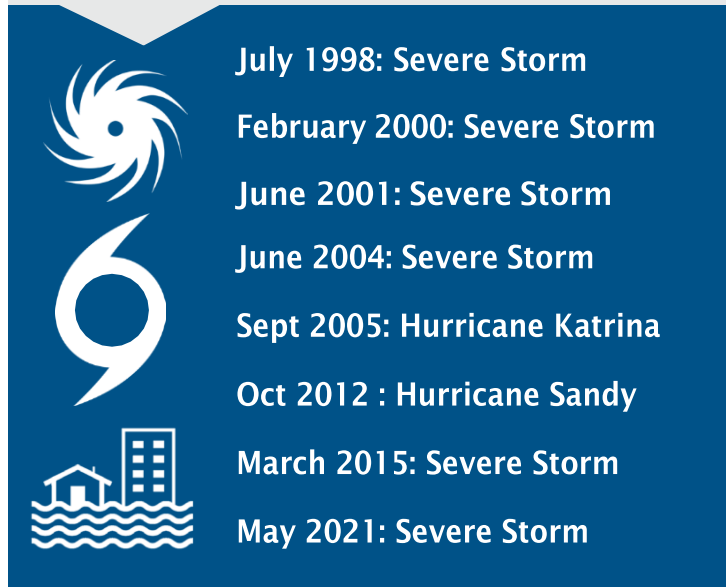 July 1998: Severe Storm
February 2000: Severe Storm
June 2001: Severe Storm
June 2004: Severe Storm
Sept 2005: Hurricane Katrina
Oct 2012 : Hurricane Sandy
March 2015: Severe Storm
May 2021: Severe Storm